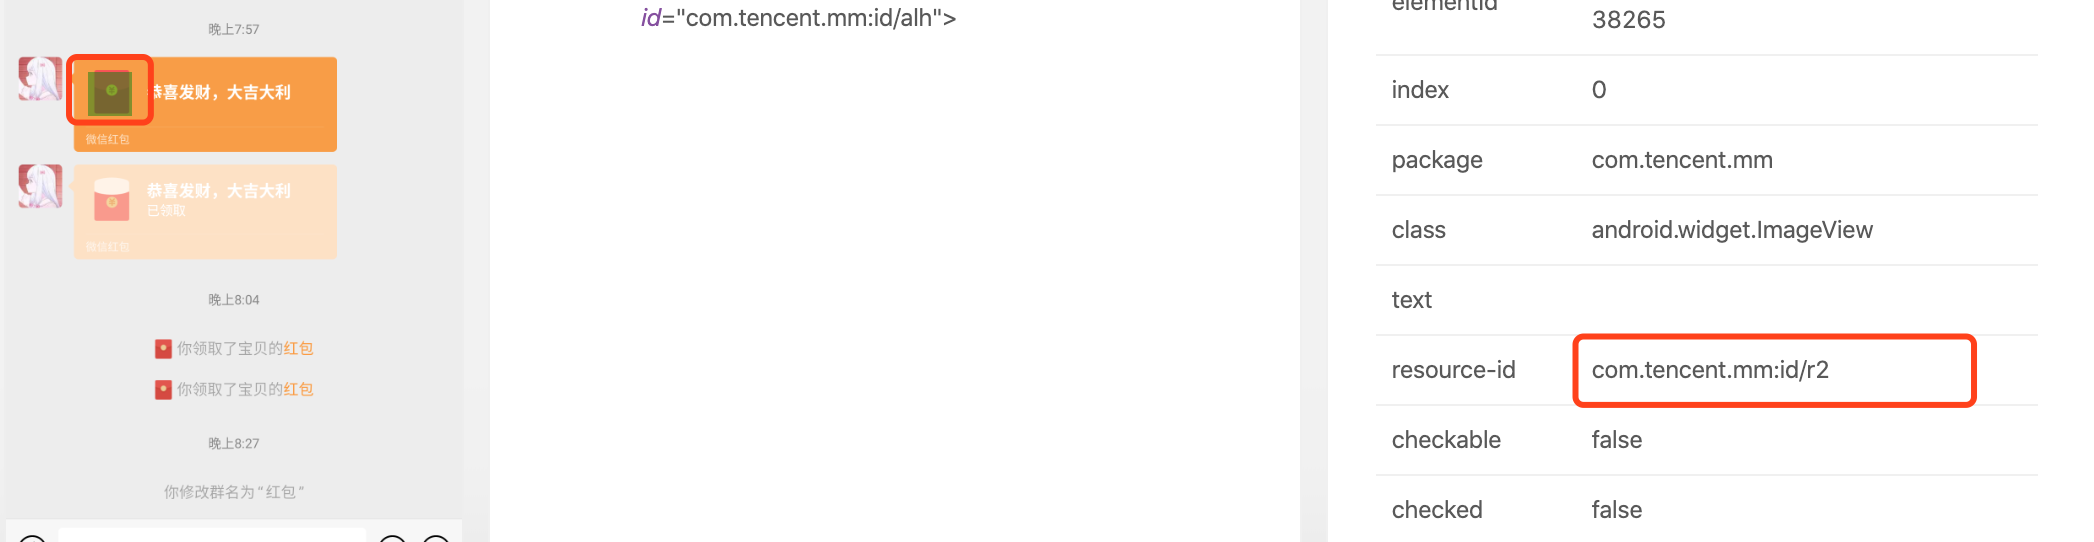 晚上7:57
恭喜发财，大吉大利
微信红包
恭喜发财，大吉大利
已领取
微信红包
晚上8:04
你领取了宝贝的红包
你领取了宝贝的红包
晚上8:27
你修改群名为“红包”
id="com.tencent.mm:id/alh">
elementId
38265
index 0
package com.tencent.mm
class android.widget.ImageView
text
resource-id com.tencent.mm:id/r2
checkable false
checked false